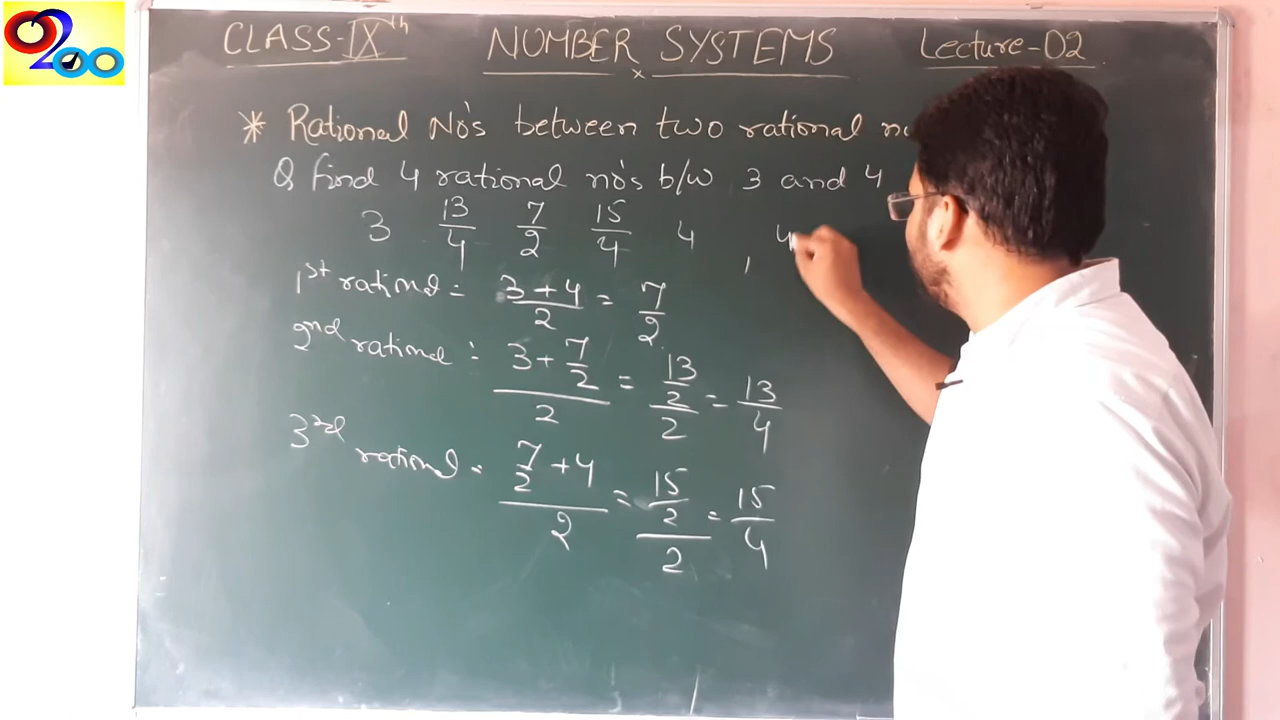 0200
CLASS-IXth NUMBER SYSTEMS Lecture-02
* Rational No's between two rational
Q find 4 rational no's b/w 3 and 4
3 13/4 7/2 15/4 4 , 4
1st rational = (3+4)/2 = 7/2
2nd rational = (3+7/2)/2 = (13/2)/2 = 13/4
3rd rational = (7/2+4)/2 = (15/2)/2 = 15/4